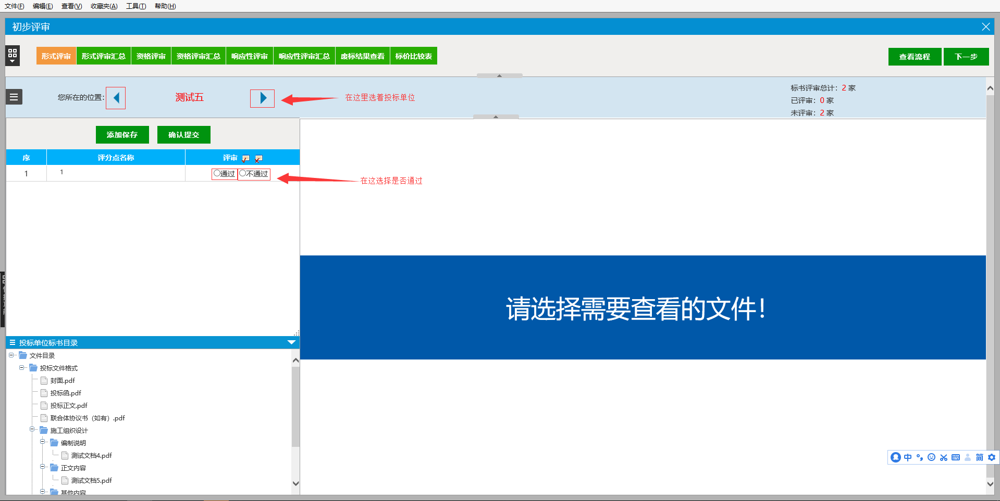 文件(F) 编辑(E) 查看(V) 收藏夹(A) 工具(T) 帮助(H)
初步评审
形式评审 形式评审汇总 资格评审 资格评审汇总 响应性评审 响应性评审汇总 废标结果查看 标价比较表 查看流程 下一步
您所在的位置: 测试五 在这里选着投标单位
标书评审总计：2 家
已评审：0 家
未评审：2 家
添加保存 确认提交
序 评分点名称 评审
1 1 通过 不通过
在这选择是否通过
请选择需要查看的文件！
投标单位标书目录
文件目录
投标文件格式
封面.pdf
投标函.pdf
投标正文.pdf
联合体协议书（如有）.pdf
施工组织设计
编制说明
测试文档4.pdf
正文内容
测试文档5.pdf
其他内容
中 简